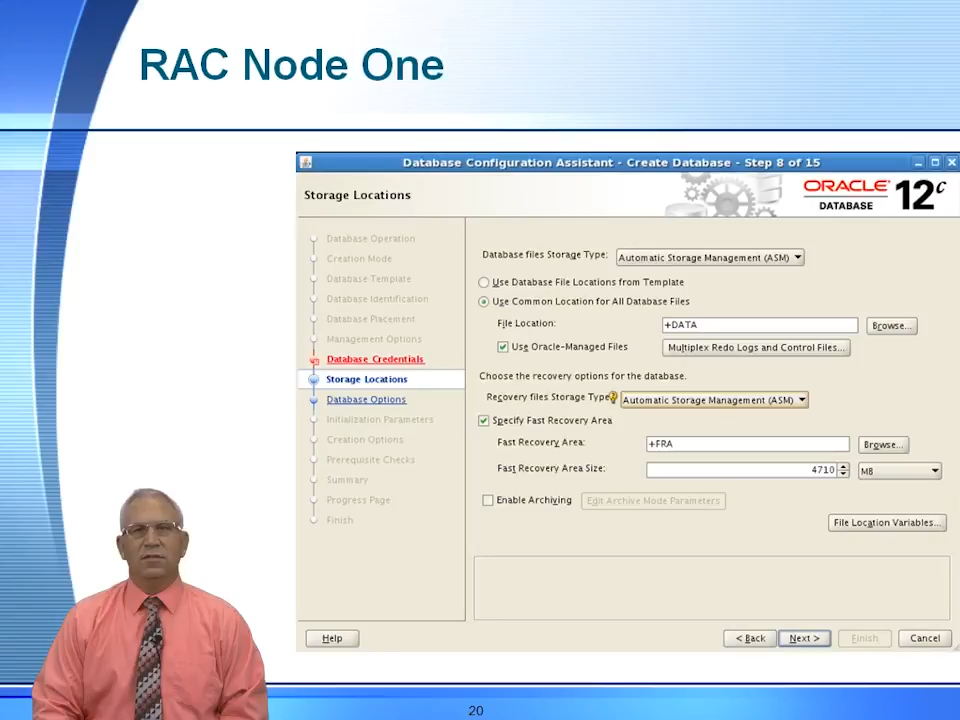 RAC Node One
Database Configuration Assistant - Create Database - Step 8 of 15
Storage Locations
ORACLE
DATABASE
12c
Database Operation
Creation Mode
Database Template
Database Identification
Database Placement
Management Options
Database Credentials
Storage Locations
Database Options
Initialization Parameters
Creation Options
Prerequisite Checks
Summary
Progress Page
Finish
Database files Storage Type: Automatic Storage Management (ASM)
Use Database File Locations from Template
Use Common Location for All Database Files
File Location: +DATA Browse...
Use Oracle-Managed Files Multiplex Redo Logs and Control Files...
Choose the recovery options for the database.
Recovery files Storage Type Automatic Storage Management (ASM)
Specify Fast Recovery Area
Fast Recovery Area: +FRA Browse...
Fast Recovery Area Size: 4710 MB
Enable Archiving Edit Archive Mode Parameters
File Location Variables...
Help < Back Next > Finish Cancel
20